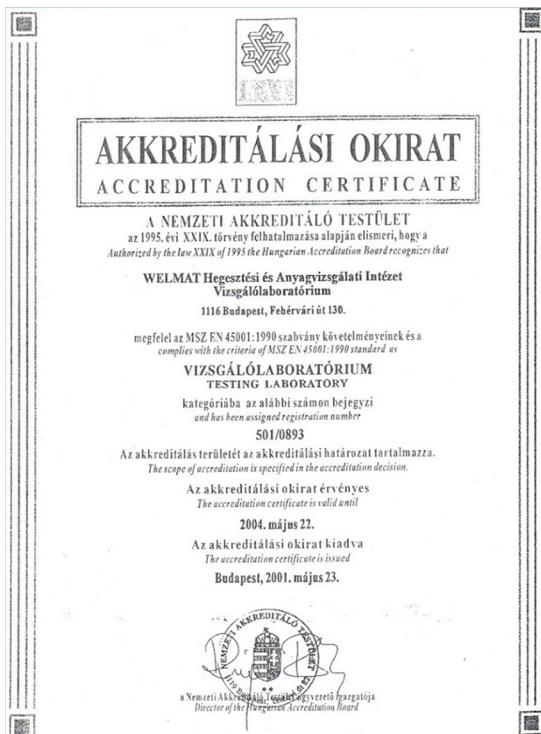 AKKREDITÁLÁSI OKIRAT
ACCREDITATION CERTIFICATE
A NEMZETI AKKREDITÁLÓ TESTÜLET
az 1995. évi XXIX. törvény felhatalmazása alapján elismeri, hogy a
Authorized by the law XXIX of 1995 the Hungarian Accreditation Board recognizes that
WELMAT Hegesztési és Anyagvizsgálati Intézet
Vizsgálólaboratórium
1116 Budapest, Fehérvári út 130.
megfelel az MSZ EN 45001:1990 szabvány követelményeinek és a
complies with the criteria of MSZ EN 45001:1990 standard as
VIZSGÁLÓLABORATÓRIUM
TESTING LABORATORY
kategóriába az alábbi számon bejegyzi
and has been assigned registration number
501/0893
Az akkreditálás területét az akkreditálási határozat tartalmazza.
The scope of accreditation is specified in the accreditation decision.
Az akkreditálási okirat érvényes
The accreditation certificate is valid until
2004. május 22.
Az akkreditálási okirat kiadva
The accreditation certificate is issued
Budapest, 2001. május 23.
NEMZETI AKKREDITÁLÓ TESTÜLET
1119 Budapest
a Nemzeti Akkreditáló Testület ügyvezető igazgatója
Director of the Hungarian Accreditation Board